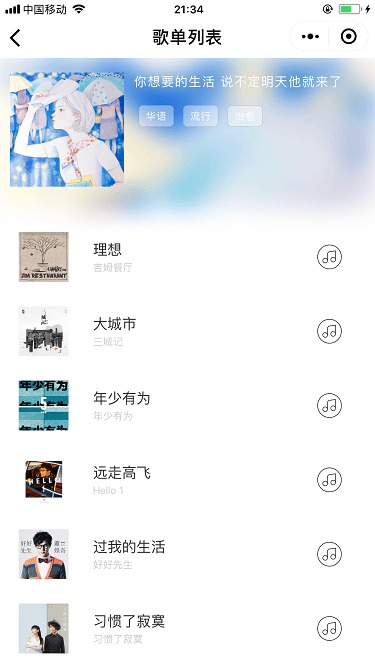 中国移动
21:34
歌单列表
你想要的生活 说不定明天他就来了
华语
流行
治愈
JIM RESTAURANT
理想
吉姆餐厅
大城市
三城记
年少有为
年少有为
年少有为
年少有为
HELLO
远走高飞
Hello 1
好好
先生
过我的生活
好好先生
习惯了寂寞
习惯了寂寞